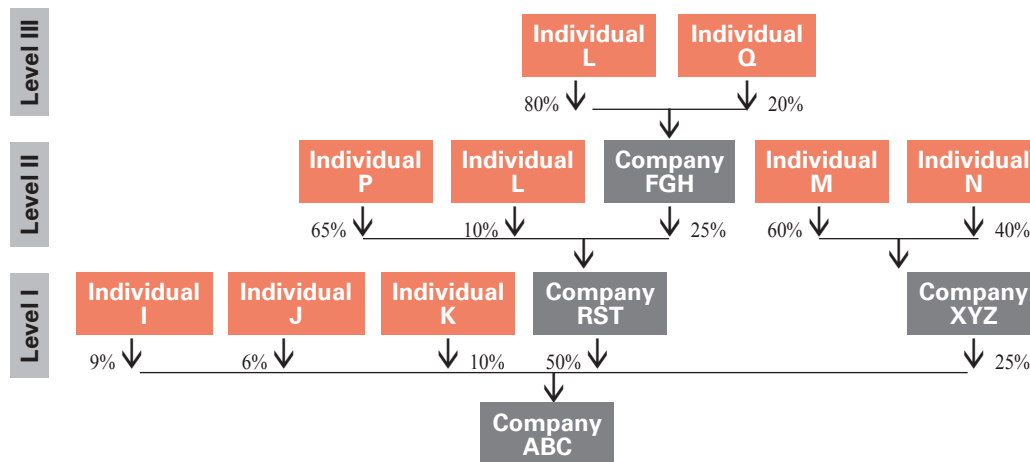 Level III
Individual
L
Individual
Q
80%
20%
Level II
Individual
P
Individual
L
Company
FGH
Individual
M
Individual
N
65%
10%
25%
60%
40%
Level I
Individual
I
Individual
J
Individual
K
Company
RST
Company
XYZ
9%
6%
10%
50%
25%
Company
ABC